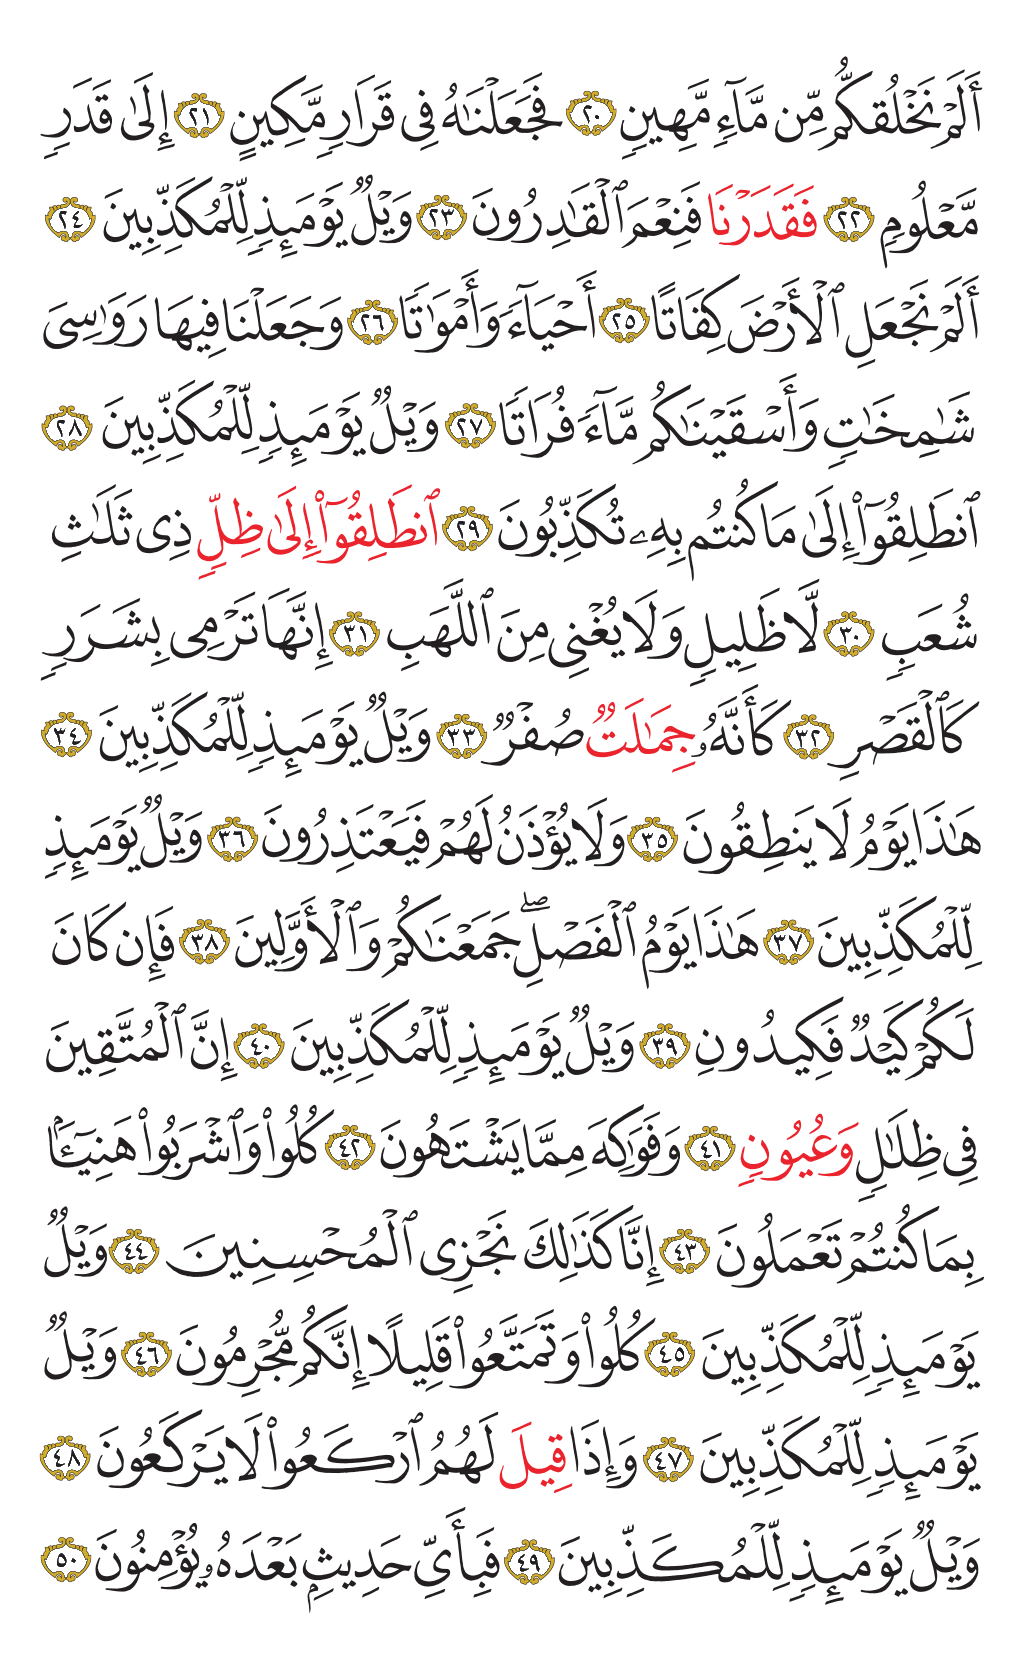 أَلَمْ نَخْلُقكُّم مِّن مَّآءٍ مَّهِينٍ ٢٠ فَجَعَلْنَٰهُ فِى قَرَارٍ مَّكِينٍ ٢١ إِلَىٰ قَدَرٍ
مَّعْلُومٍ ٢٢ فَقَدَرْنَا فَنِعْمَ ٱلْقَٰدِرُونَ ٢٣ وَيْلٌ يَوْمَئِذٍ لِّلْمُكَذِّبِينَ ٢٤
أَلَمْ نَجْعَلِ ٱلْأَرْضَ كِفَاتًا ٢٥ أَحْيَآءً وَأَمْوَٰتًا ٢٦ وَجَعَلْنَا فِيهَا رَوَٰسِىَ
شَٰمِخَٰتٍ وَأَسْقَيْنَٰكُم مَّآءً فُرَاتًا ٢٧ وَيْلٌ يَوْمَئِذٍ لِّلْمُكَذِّبِينَ ٢٨
ٱنطَلِقُوٓا۟ إِلَىٰ مَا كُنتُم بِهِۦ تُكَذِّبُونَ ٢٩ ٱنطَلِقُوٓا۟ إِلَىٰ ظِلٍّ ذِى ثَلَٰثِ
شُعَبٍ ٣٠ لَّا ظَلِيلٍ وَلَا يُغْنِى مِنَ ٱللَّهَبِ ٣١ إِنَّهَا تَرْمِى بِشَرَرٍ
كَٱلْقَصْرِ ٣٢ كَأَنَّهُۥ جِمَٰلَتٌ صُفْرٌ ٣٣ وَيْلٌ يَوْمَئِذٍ لِّلْمُكَذِّبِينَ ٣٤
هَٰذَا يَوْمُ لَا يَنطِقُونَ ٣٥ وَلَا يُؤْذَنُ لَهُمْ فَيَعْتَذِرُونَ ٣٦ وَيْلٌ يَوْمَئِذٍ
لِّلْمُكَذِّبِينَ ٣٧ هَٰذَا يَوْمُ ٱلْفَصْلِ ۖ جَمَعْنَٰكُمْ وَٱلْأَوَّلِينَ ٣٨ فَإِن كَانَ
لَكُمْ كَيْدٌ فَكِيدُونِ ٣٩ وَيْلٌ يَوْمَئِذٍ لِّلْمُكَذِّبِينَ ٤٠ إِنَّ ٱلْمُتَّقِينَ
فِى ظِلَٰلٍ وَعُيُونٍ ٤١ وَفَوَٰكِهَ مِمَّا يَشْتَهُونَ ٤٢ كُلُوا۟ وَٱشْرَبُوا۟ هَنِيٓـًٔۢا
بِمَا كُنتُمْ تَعْمَلُونَ ٤٣ إِنَّا كَذَٰلِكَ نَجْزِى ٱلْمُحْسِنِينَ ٤٤ وَيْلٌ
يَوْمَئِذٍ لِّلْمُكَذِّبِينَ ٤٥ كُلُوا۟ وَتَمَتَّعُوا۟ قَلِيلًا إِنَّكُم مُّجْرِمُونَ ٤٦ وَيْلٌ
يَوْمَئِذٍ لِّلْمُكَذِّبِينَ ٤٧ وَإِذَا قِيلَ لَهُمُ ٱرْكَعُوا۟ لَا يَرْكَعُونَ ٤٨
وَيْلٌ يَوْمَئِذٍ لِّلْمُكَذِّبِينَ ٤٩ فَبِأَىِّ حَدِيثٍۭ بَعْدَهُۥ يُؤْمِنُونَ ٥٠